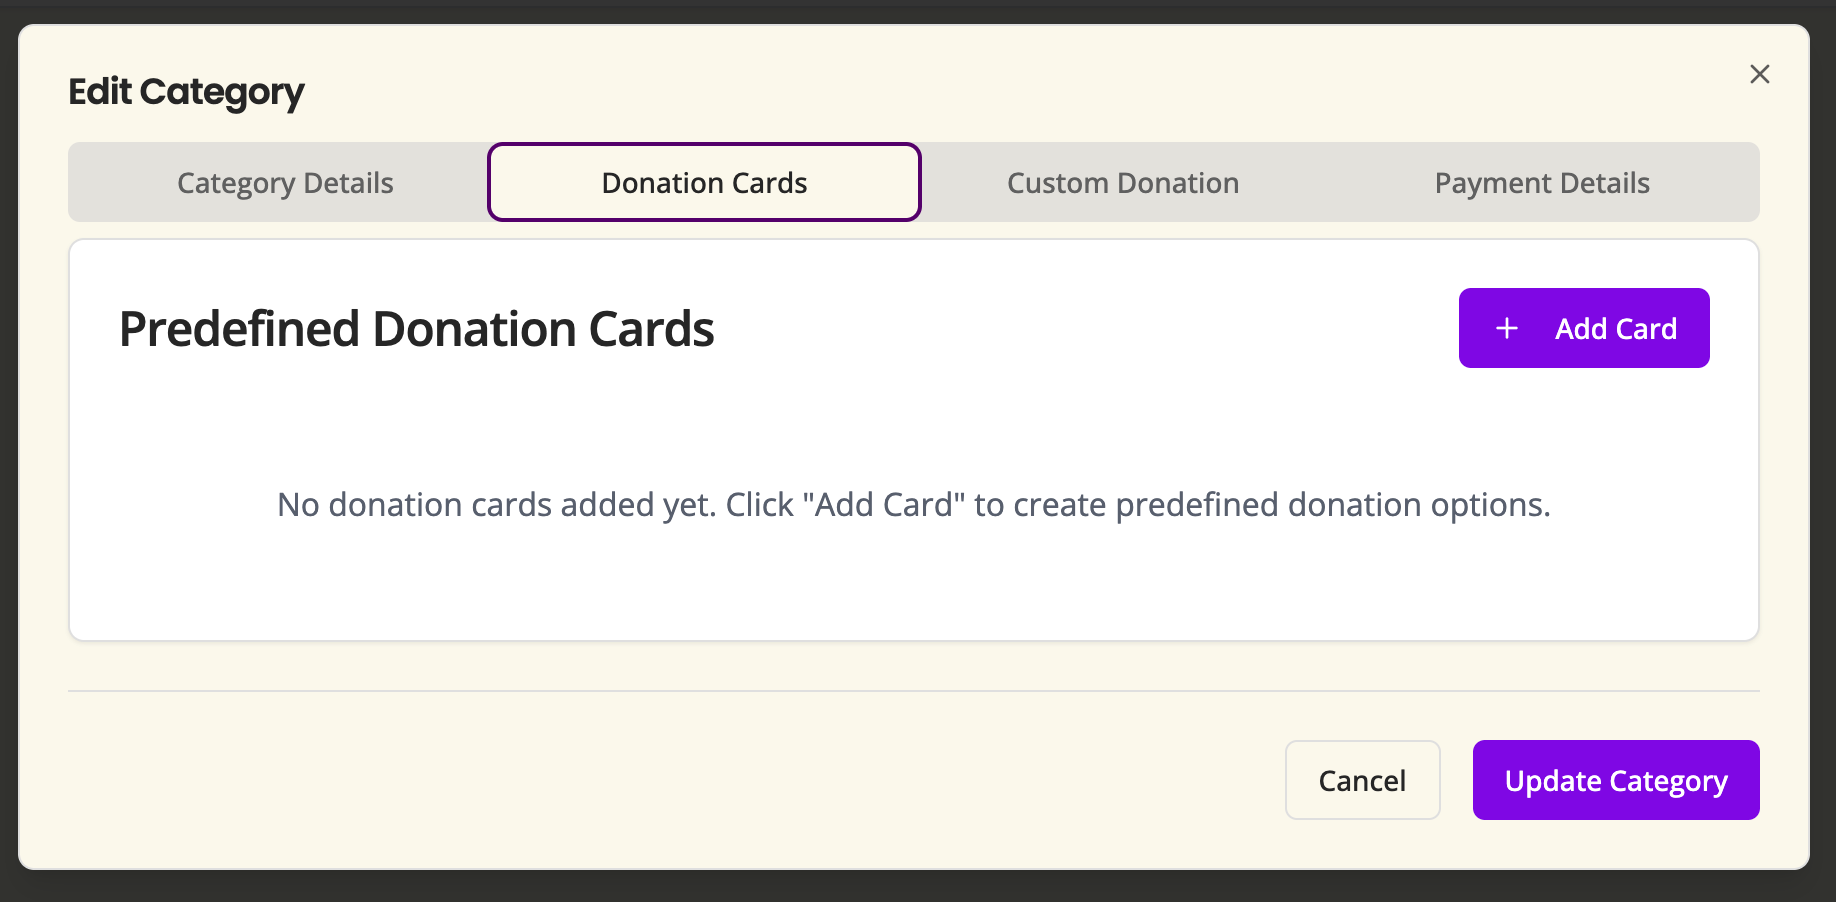 Edit Category
Category Details
Donation Cards
Custom Donation
Payment Details
Predefined Donation Cards
+ Add Card
No donation cards added yet. Click "Add Card" to create predefined donation options.
Cancel
Update Category